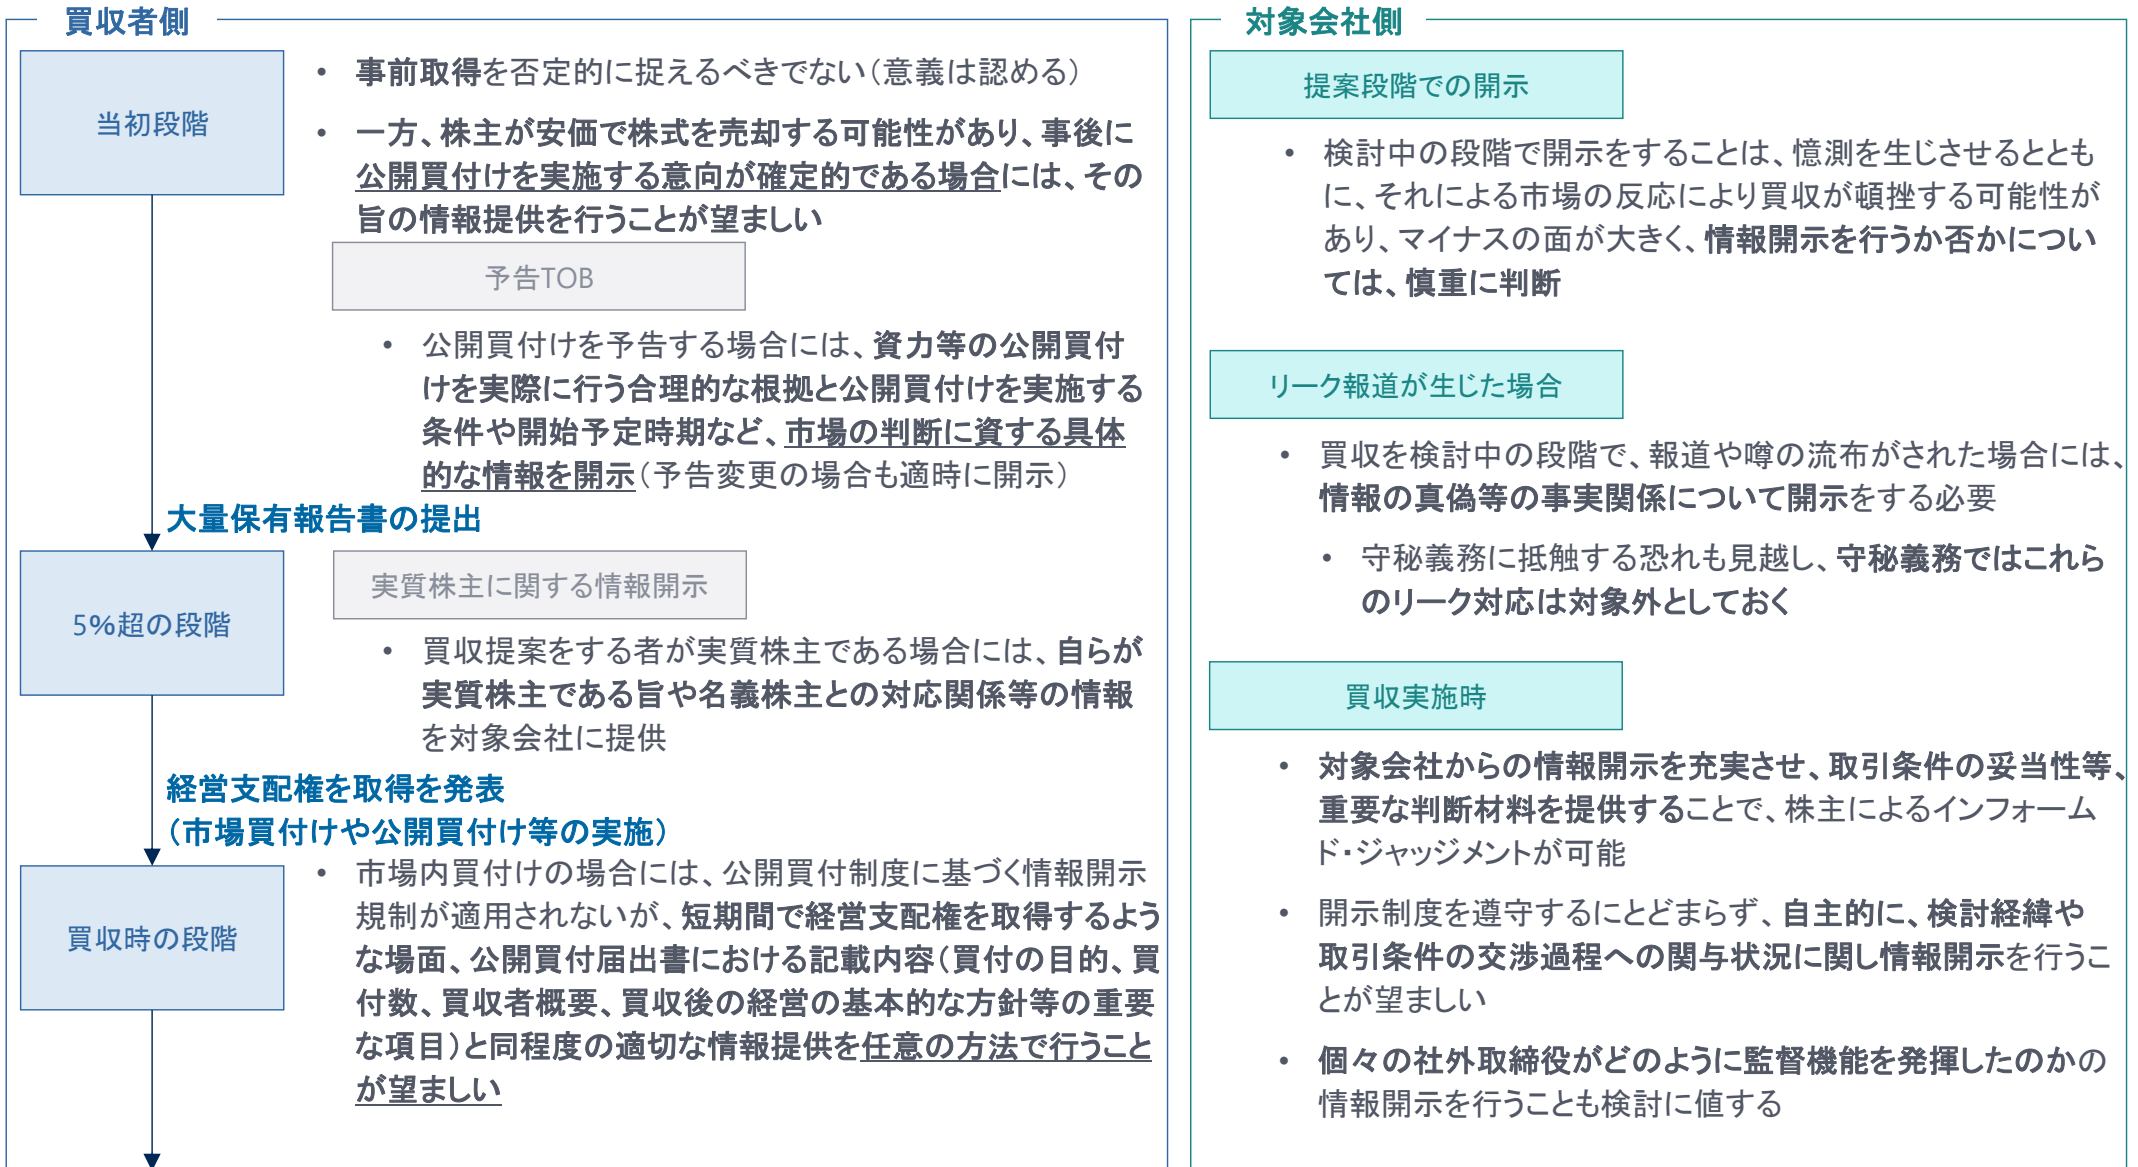 買収者側
当初段階
• 事前取得を否定的に捉えるべきでない（意義は認める）
• 一方、株主が安価で株式を売却する可能性があり、事後に
公開買付けを実施する意向が確定的である場合には、その
旨の情報提供を行うことが望ましい
予告TOB
• 公開買付けを予告する場合には、資力等の公開買付
けを実際に行う合理的な根拠と公開買付けを実施する
条件や開始予定時期など、市場の判断に資する具体
的な情報を開示（予告変更の場合も適時に開示）
大量保有報告書の提出
5%超の段階
実質株主に関する情報開示
• 買収提案をする者が実質株主である場合には、自らが
実質株主である旨や名義株主との対応関係等の情報
を対象会社に提供
経営支配権を取得を発表
（市場買付けや公開買付け等の実施）
買収時の段階
• 市場内買付けの場合には、公開買付制度に基づく情報開示
規制が適用されないが、短期間で経営支配権を取得するよう
な場面、公開買付届出書における記載内容（買付の目的、買
付数、買収者概要、買収後の経営の基本的な方針等の重要
な項目）と同程度の適切な情報提供を任意の方法で行うこと
が望ましい
対象会社側
提案段階での開示
• 検討中の段階で開示をすることは、憶測を生じさせるととも
に、それによる市場の反応により買収が頓挫する可能性が
あり、マイナスの面が大きく、情報開示を行うか否かについ
ては、慎重に判断
リーク報道が生じた場合
• 買収を検討中の段階で、報道や噂の流布がされた場合には、
情報の真偽等の事実関係について開示をする必要
• 守秘義務に抵触する恐れも見越し、守秘義務ではこれら
のリーク対応は対象外としておく
買収実施時
• 対象会社からの情報開示を充実させ、取引条件の妥当性等、
重要な判断材料を提供することで、株主によるインフォーム
ド・ジャッジメントが可能
• 開示制度を遵守するにとどまらず、自主的に、検討経緯や
取引条件の交渉過程への関与状況に関し情報開示を行うこ
とが望ましい
• 個々の社外取締役がどのように監督機能を発揮したのかの
情報開示を行うことも検討に値する